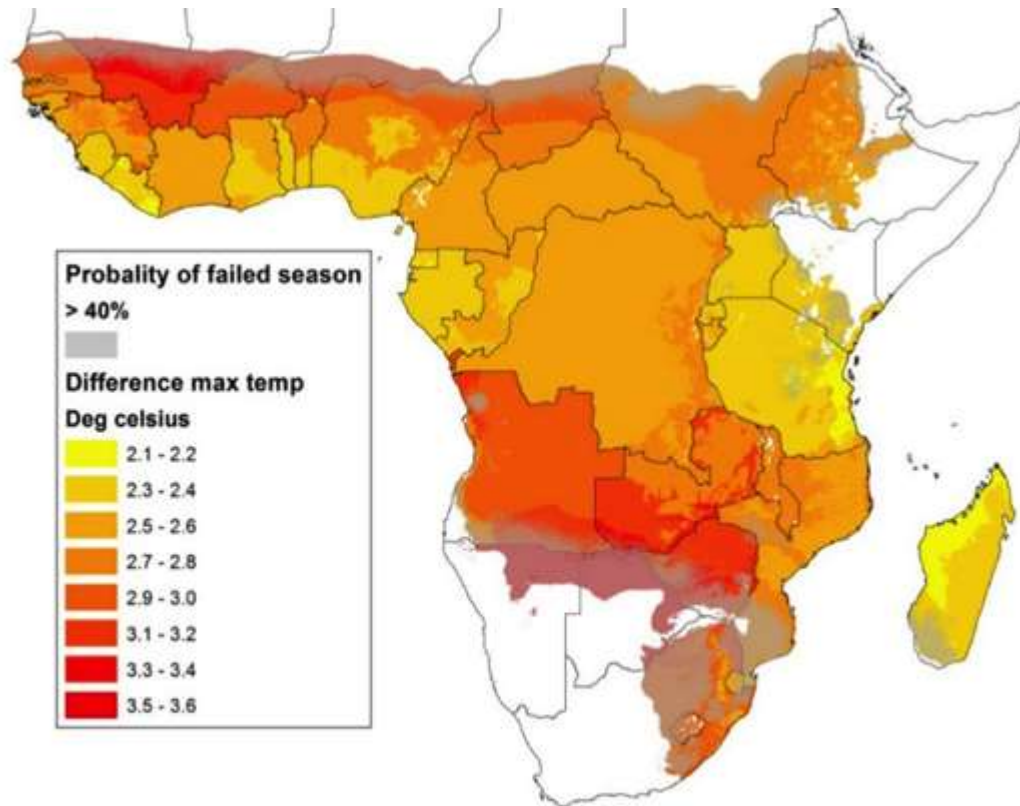 Probality of failed season
> 40%
Difference max temp
Deg celsius
2.1 - 2.2
2.3 - 2.4
2.5 - 2.6
2.7 - 2.8
2.9 - 3.0
3.1 - 3.2
3.3 - 3.4
3.5 - 3.6